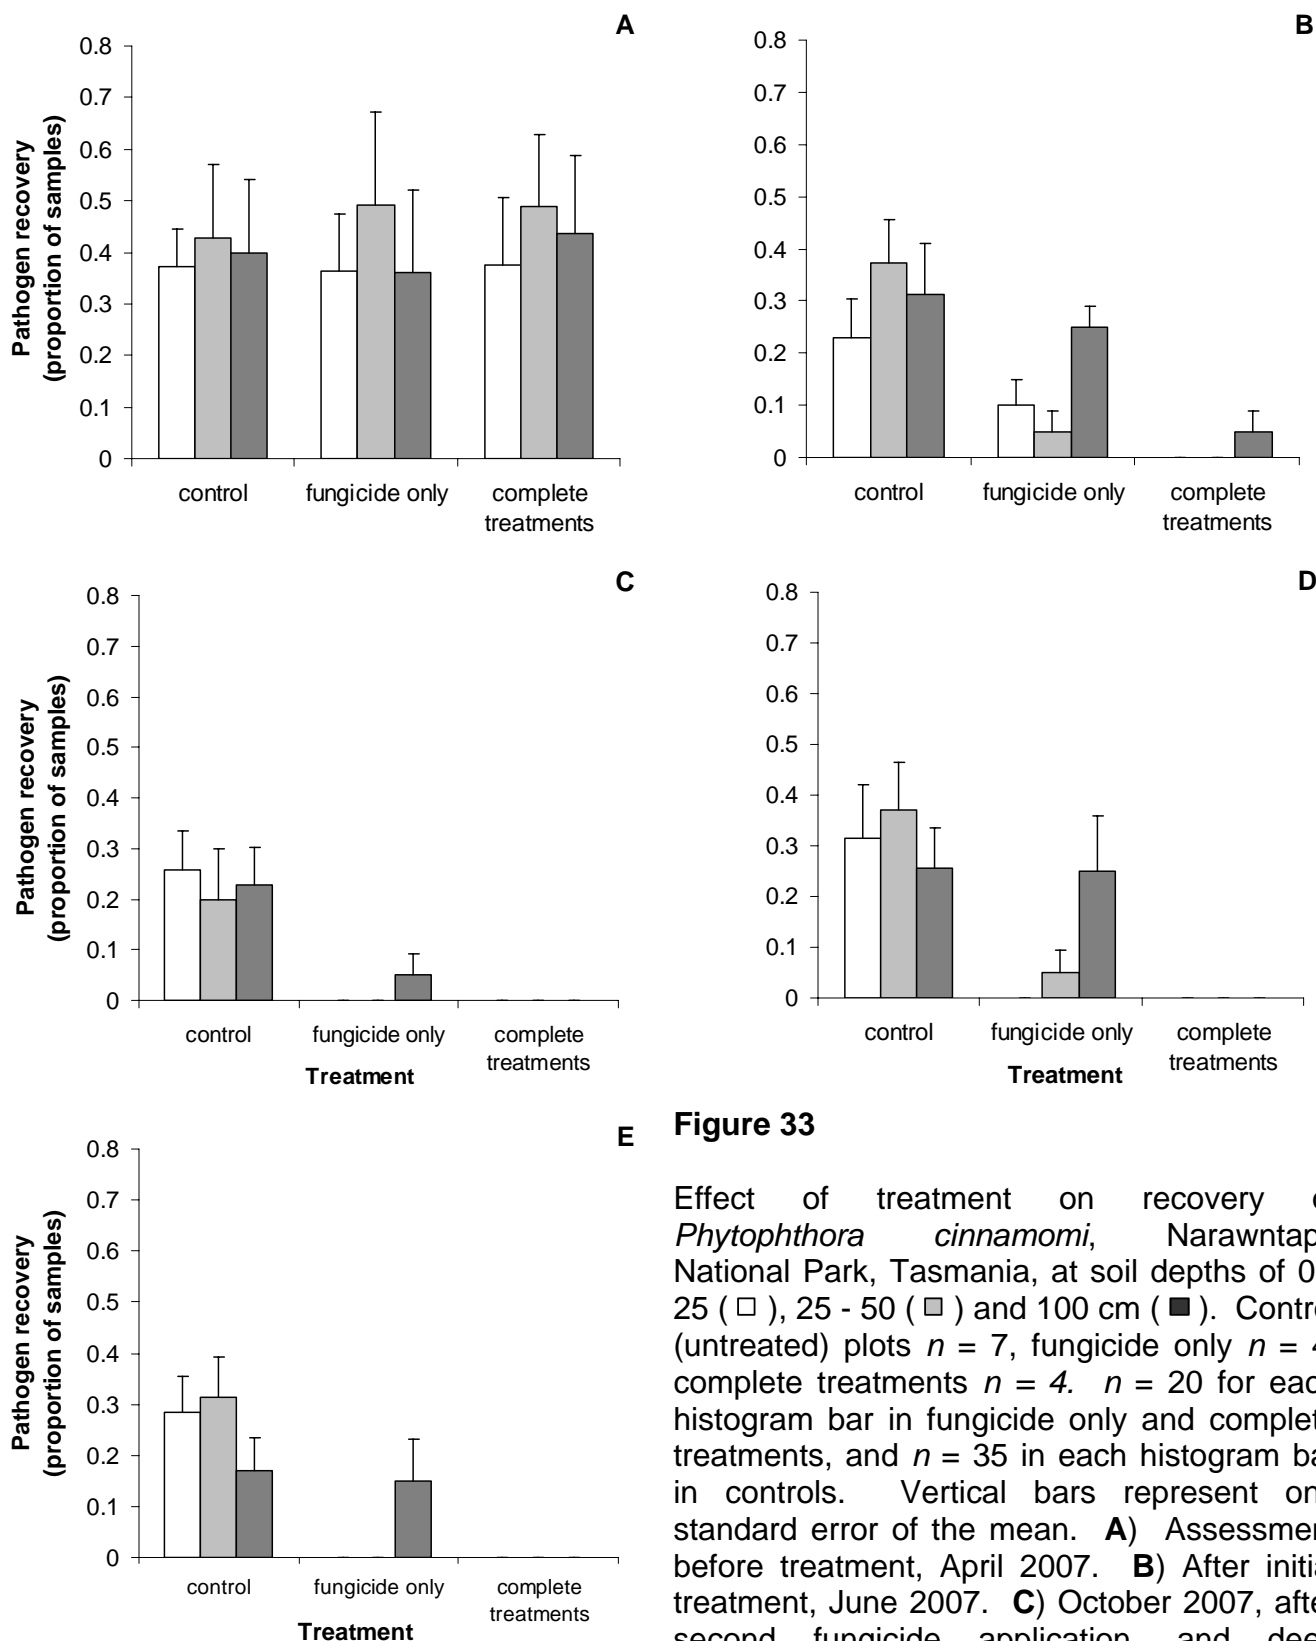 A
0.8
0.7
0.6
0.5
0.4
0.3
0.2
0.1
0
Pathogen recovery
(proportion of samples)
control fungicide only complete
treatments
B
0.8
0.7
0.6
0.5
0.4
0.3
0.2
0.1
0
control fungicide only complete
treatments
C
0.8
0.7
0.6
0.5
0.4
0.3
0.2
0.1
0
Pathogen recovery
(proportion of samples)
control fungicide only complete
treatments
Treatment
D
0.8
0.7
0.6
0.5
0.4
0.3
0.2
0.1
0
control fungicide only complete
treatments
Treatment
E
0.8
0.7
0.6
0.5
0.4
0.3
0.2
0.1
0
Pathogen recovery
(proportion of samples)
control fungicide only complete
treatments
Treatment
Figure 33
Effect of treatment on recovery
Phytophthora cinnamomi, Narawntap
National Park, Tasmania, at soil depths of 0
25 ( □ ), 25 - 50 ( ■ ) and 100 cm ( ■ ). Contro
(untreated) plots n = 7, fungicide only n = 4
complete treatments n = 4. n = 20 for eac
histogram bar in fungicide only and complet
treatments, and n = 35 in each histogram ba
in controls. Vertical bars represent on
standard error of the mean. A) Assessmen
before treatment, April 2007. B) After initia
treatment, June 2007. C) October 2007, afte
second fungicide application, and dee